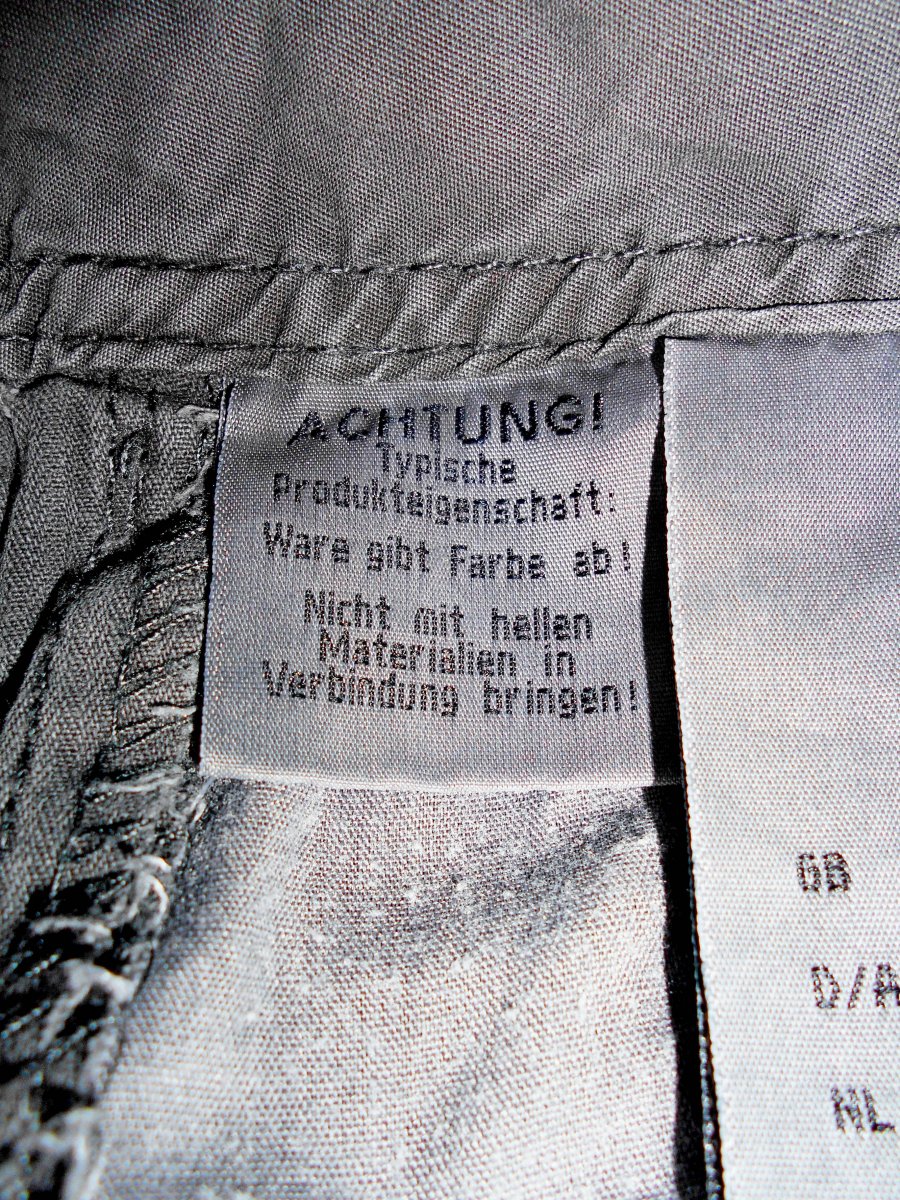 ACHTUNG!
Typische
Produkteigenschaft:
Ware gibt Farbe ab!
Nicht mit hellen
Materialien in
Verbindung bringen!
GB
D/A
NL